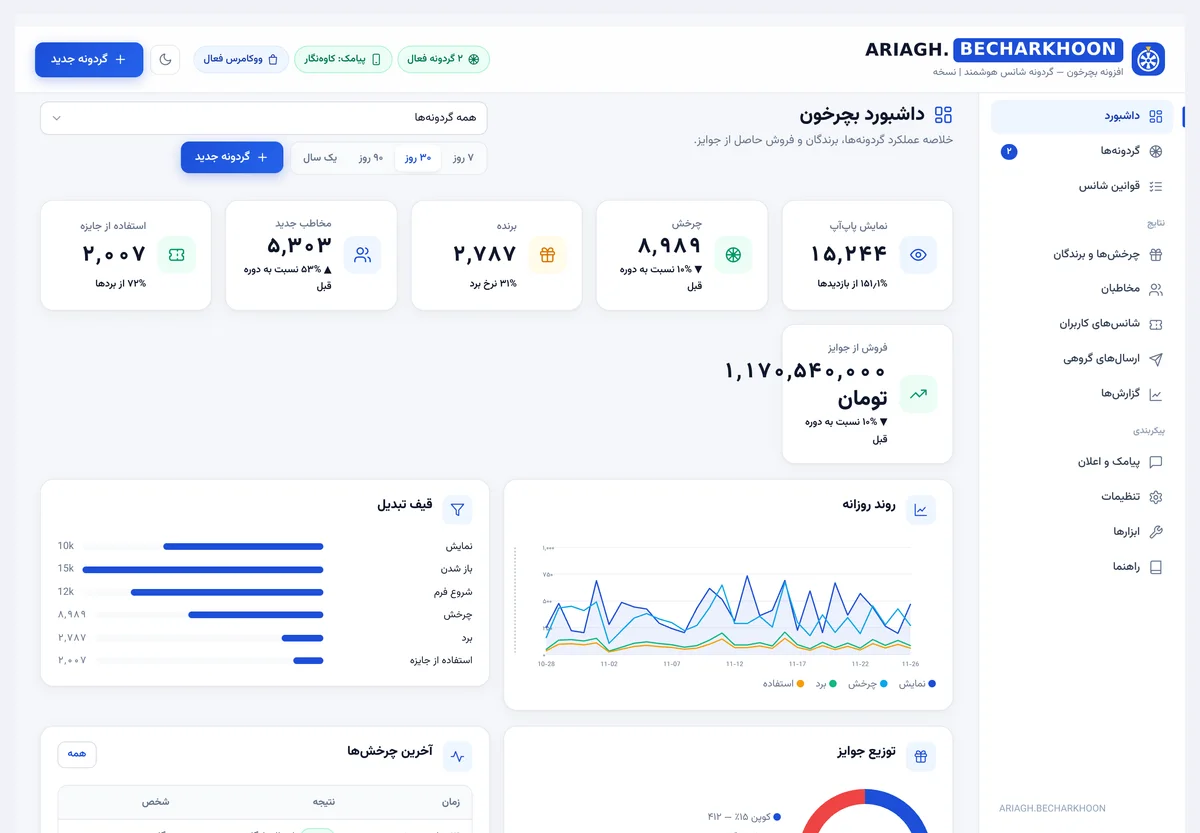 ARIAGH. BECHARKHOON
افزونه بچرخون — گردونه شانس هوشمند | نسخه
۲ گردونه فعال
پیامک: کاوه‌نگار
ووکامرس فعال
گردونه جدید
داشبورد
گردونه‌ها
۲
قوانین شانس
نتایج
چرخش‌ها و برندگان
مخاطبان
شانس‌های کاربران
ارسال‌های گروهی
گزارش‌ها
پیکربندی
پیامک و اعلان
تنظیمات
ابزارها
راهنما
ARIAGH.BECHARKHOON
داشبورد بچرخون
خلاصه عملکرد گردونه‌ها، برندگان و فروش حاصل از جوایز.
همه گردونه‌ها
۷ روز
۳۰ روز
۹۰ روز
یک سال
گردونه جدید
نمایش پاپ‌آپ
۱۵,۲۴۴
۱۵۱٫۱% از بازدیدها
چرخش
۸,۹۸۹
▼ ۱۰% نسبت به دوره
قبل
برنده
۲,۷۸۷
۳۱% نرخ برد
مخاطب جدید
۵,۳۰۳
▲ ۵۳% نسبت به دوره
قبل
استفاده از جایزه
۲,۰۰۷
۷۲% از بردها
فروش از جوایز
۱,۱۷۰,۵۴۰,۰۰۰
تومان
▼ ۱۰% نسبت به دوره
قبل
روند روزانه
۱,۰۰۰
۷۵۰
۵۰۰
۲۵۰
۰
10-28
11-02
11-07
11-12
11-17
11-22
11-26
نمایش
چرخش
برد
استفاده
قیف تبدیل
نمایش
10k
باز شدن
15k
شروع فرم
12k
چرخش
۸,۹۸۹
برد
۲,۷۸۷
استفاده از جایزه
۲,۰۰۷
توزیع جوایز
کوپن ۱۵٪ — ۴۱۲
آخرین چرخش‌ها
همه
زمان
نتیجه
شخص